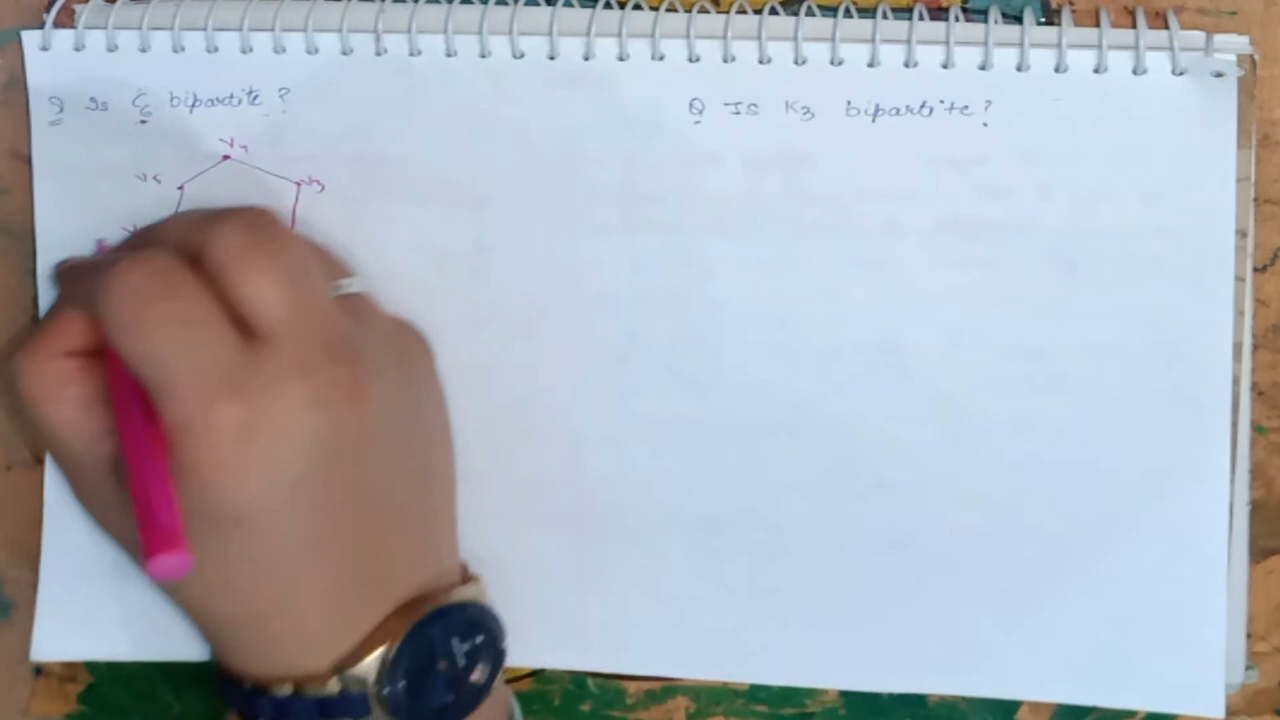 Q Is C6 bipartite?
Q Is K3 bipartite?
V4
V5 V3
V